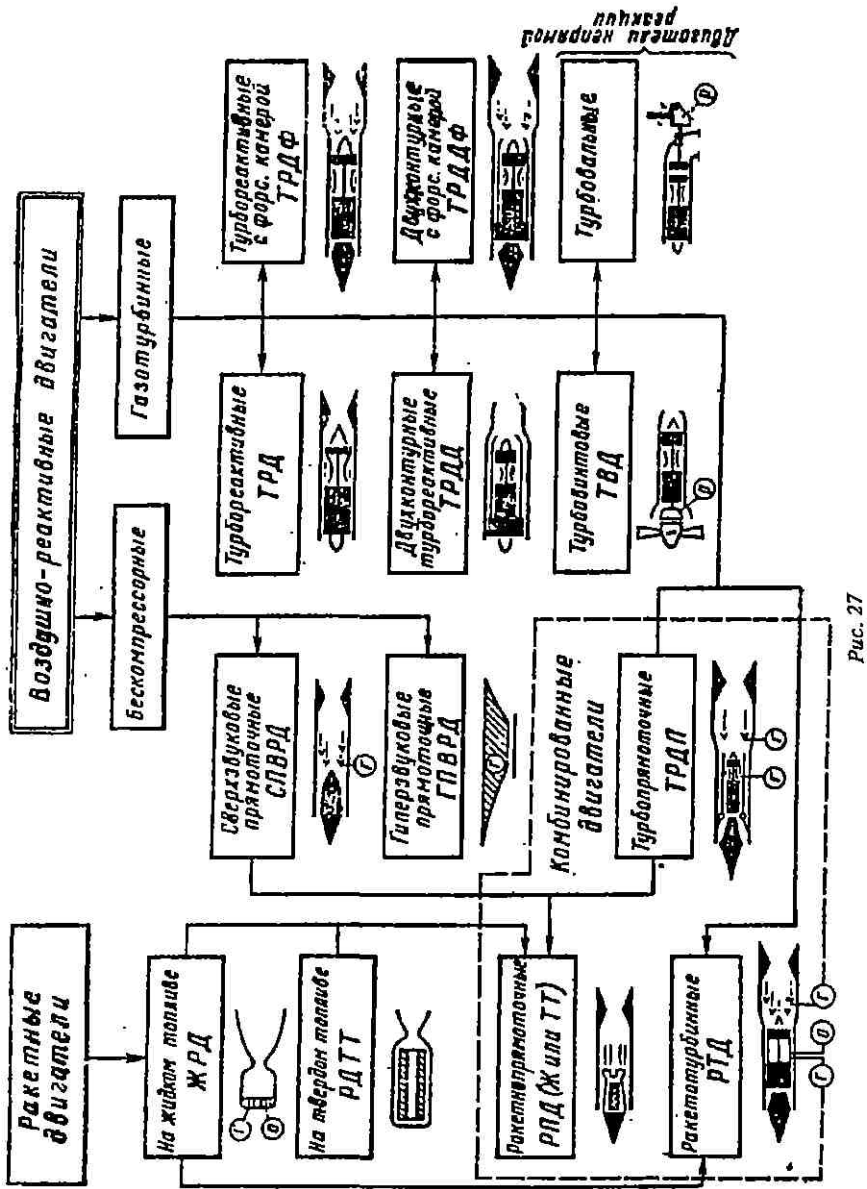 Ракетные
двигатели
Воздушно-реактивные двигатели
Бескомпрессорные
Газотурбинные
На жидком топливе
ЖРД
Г
О
На твердом топливе
РДТТ
Сверхзвуковые
прямоточные
СПВРД
Г
Гиперзвуковые
прямоточные
ГПВРД
Г
Турбореактивные
ТРД
Турбореактивные
с форс. камерой
ТРДФ
Двухконтурные
турбореактивные
ТРДД
Двухконтурные
с форс. камерой
ТРДДФ
Турбовинтовые
ТВД
Р
Турбовальные
Р
Двигатели непрямой
реакции
Комбинированные
двигатели
Ракетнопрямоточные
РПД (Ж или ТТ)
Турбопрямоточные
ТРДП
Г
Г
Ракетотурбинные
РТД
Г
О
Г
Рис. 27